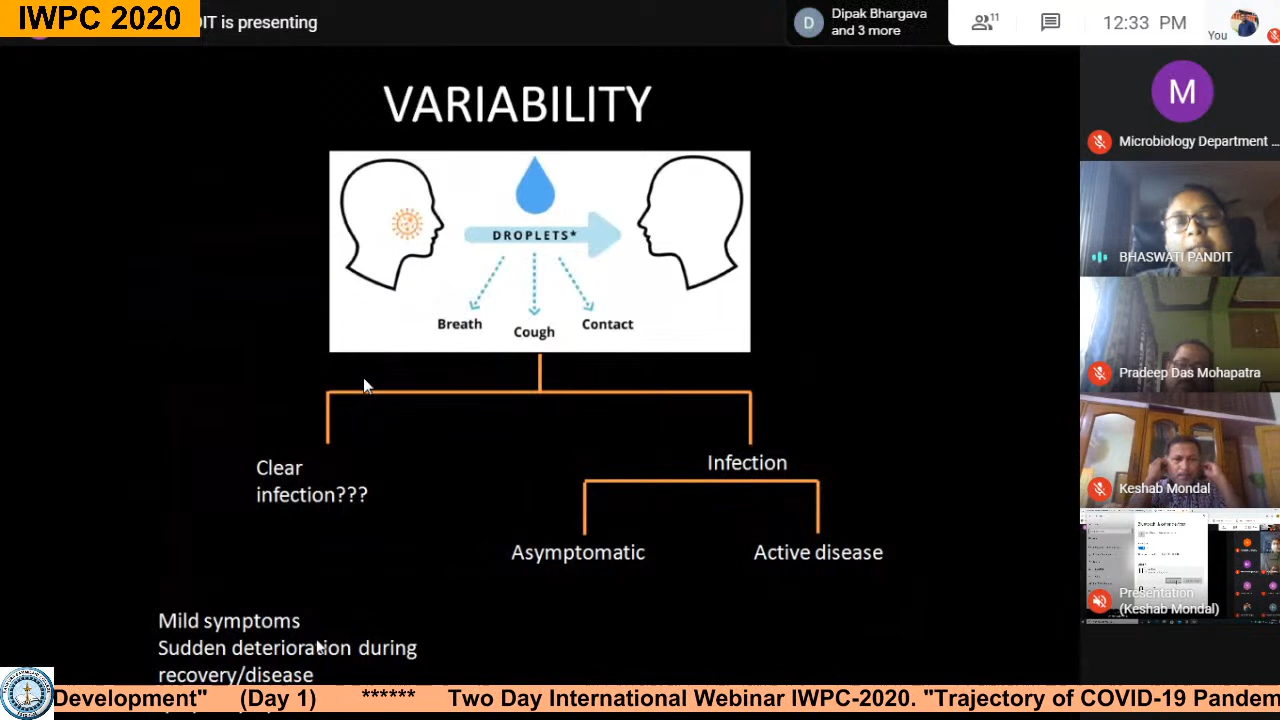 IWPC 2020
DIT is presenting
Dipak Bhargava
and 3 more
D
11
12:33 PM
You
VARIABILITY
DROPLETS*
Breath
Cough
Contact
Clear
infection???
Infection
Asymptomatic
Active disease
Mild symptoms
Sudden deterioration during
recovery/disease
M
Microbiology Department ...
BHASWATI PANDIT
Pradeep Das Mohapatra
Keshab Mondal
Presentation
(Keshab Mondal)
Development" (Day 1) ****** Two Day International Webinar IWPC-2020. "Trajectory of COVID-19 Pandem